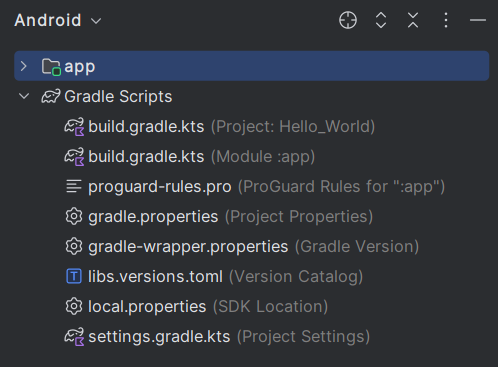 Android
app
Gradle Scripts
build.gradle.kts (Project: Hello_World)
build.gradle.kts (Module :app)
proguard-rules.pro (ProGuard Rules for ":app")
gradle.properties (Project Properties)
gradle-wrapper.properties (Gradle Version)
T libs.versions.toml (Version Catalog)
local.properties (SDK Location)
settings.gradle.kts (Project Settings)